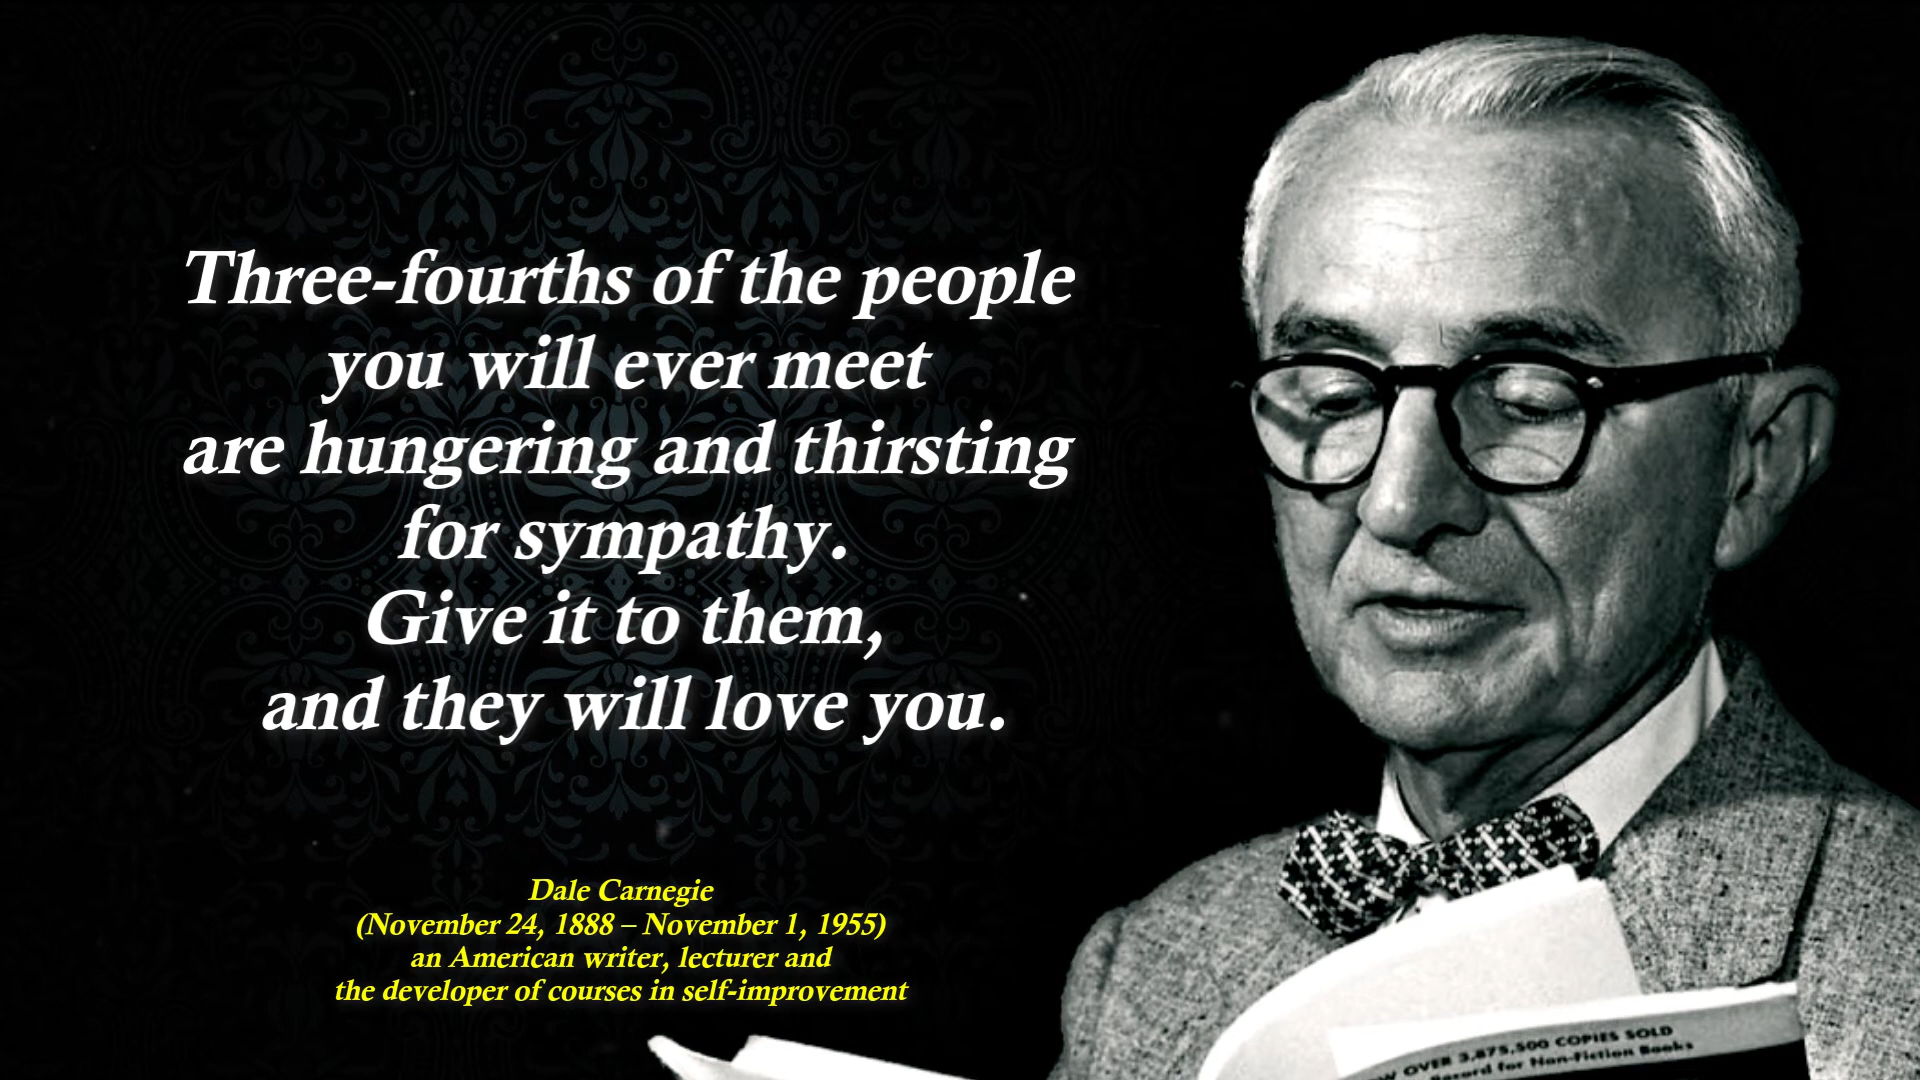 Three-fourths of the people
you will ever meet
are hungering and thirsting
for sympathy.
Give it to them,
and they will love you.
Dale Carnegie
(November 24, 1888 – November 1, 1955)
an American writer, lecturer and
the developer of courses in self-improvement
OVER 3,875,500 COPIES SOLD
Record for Non-Fiction Books